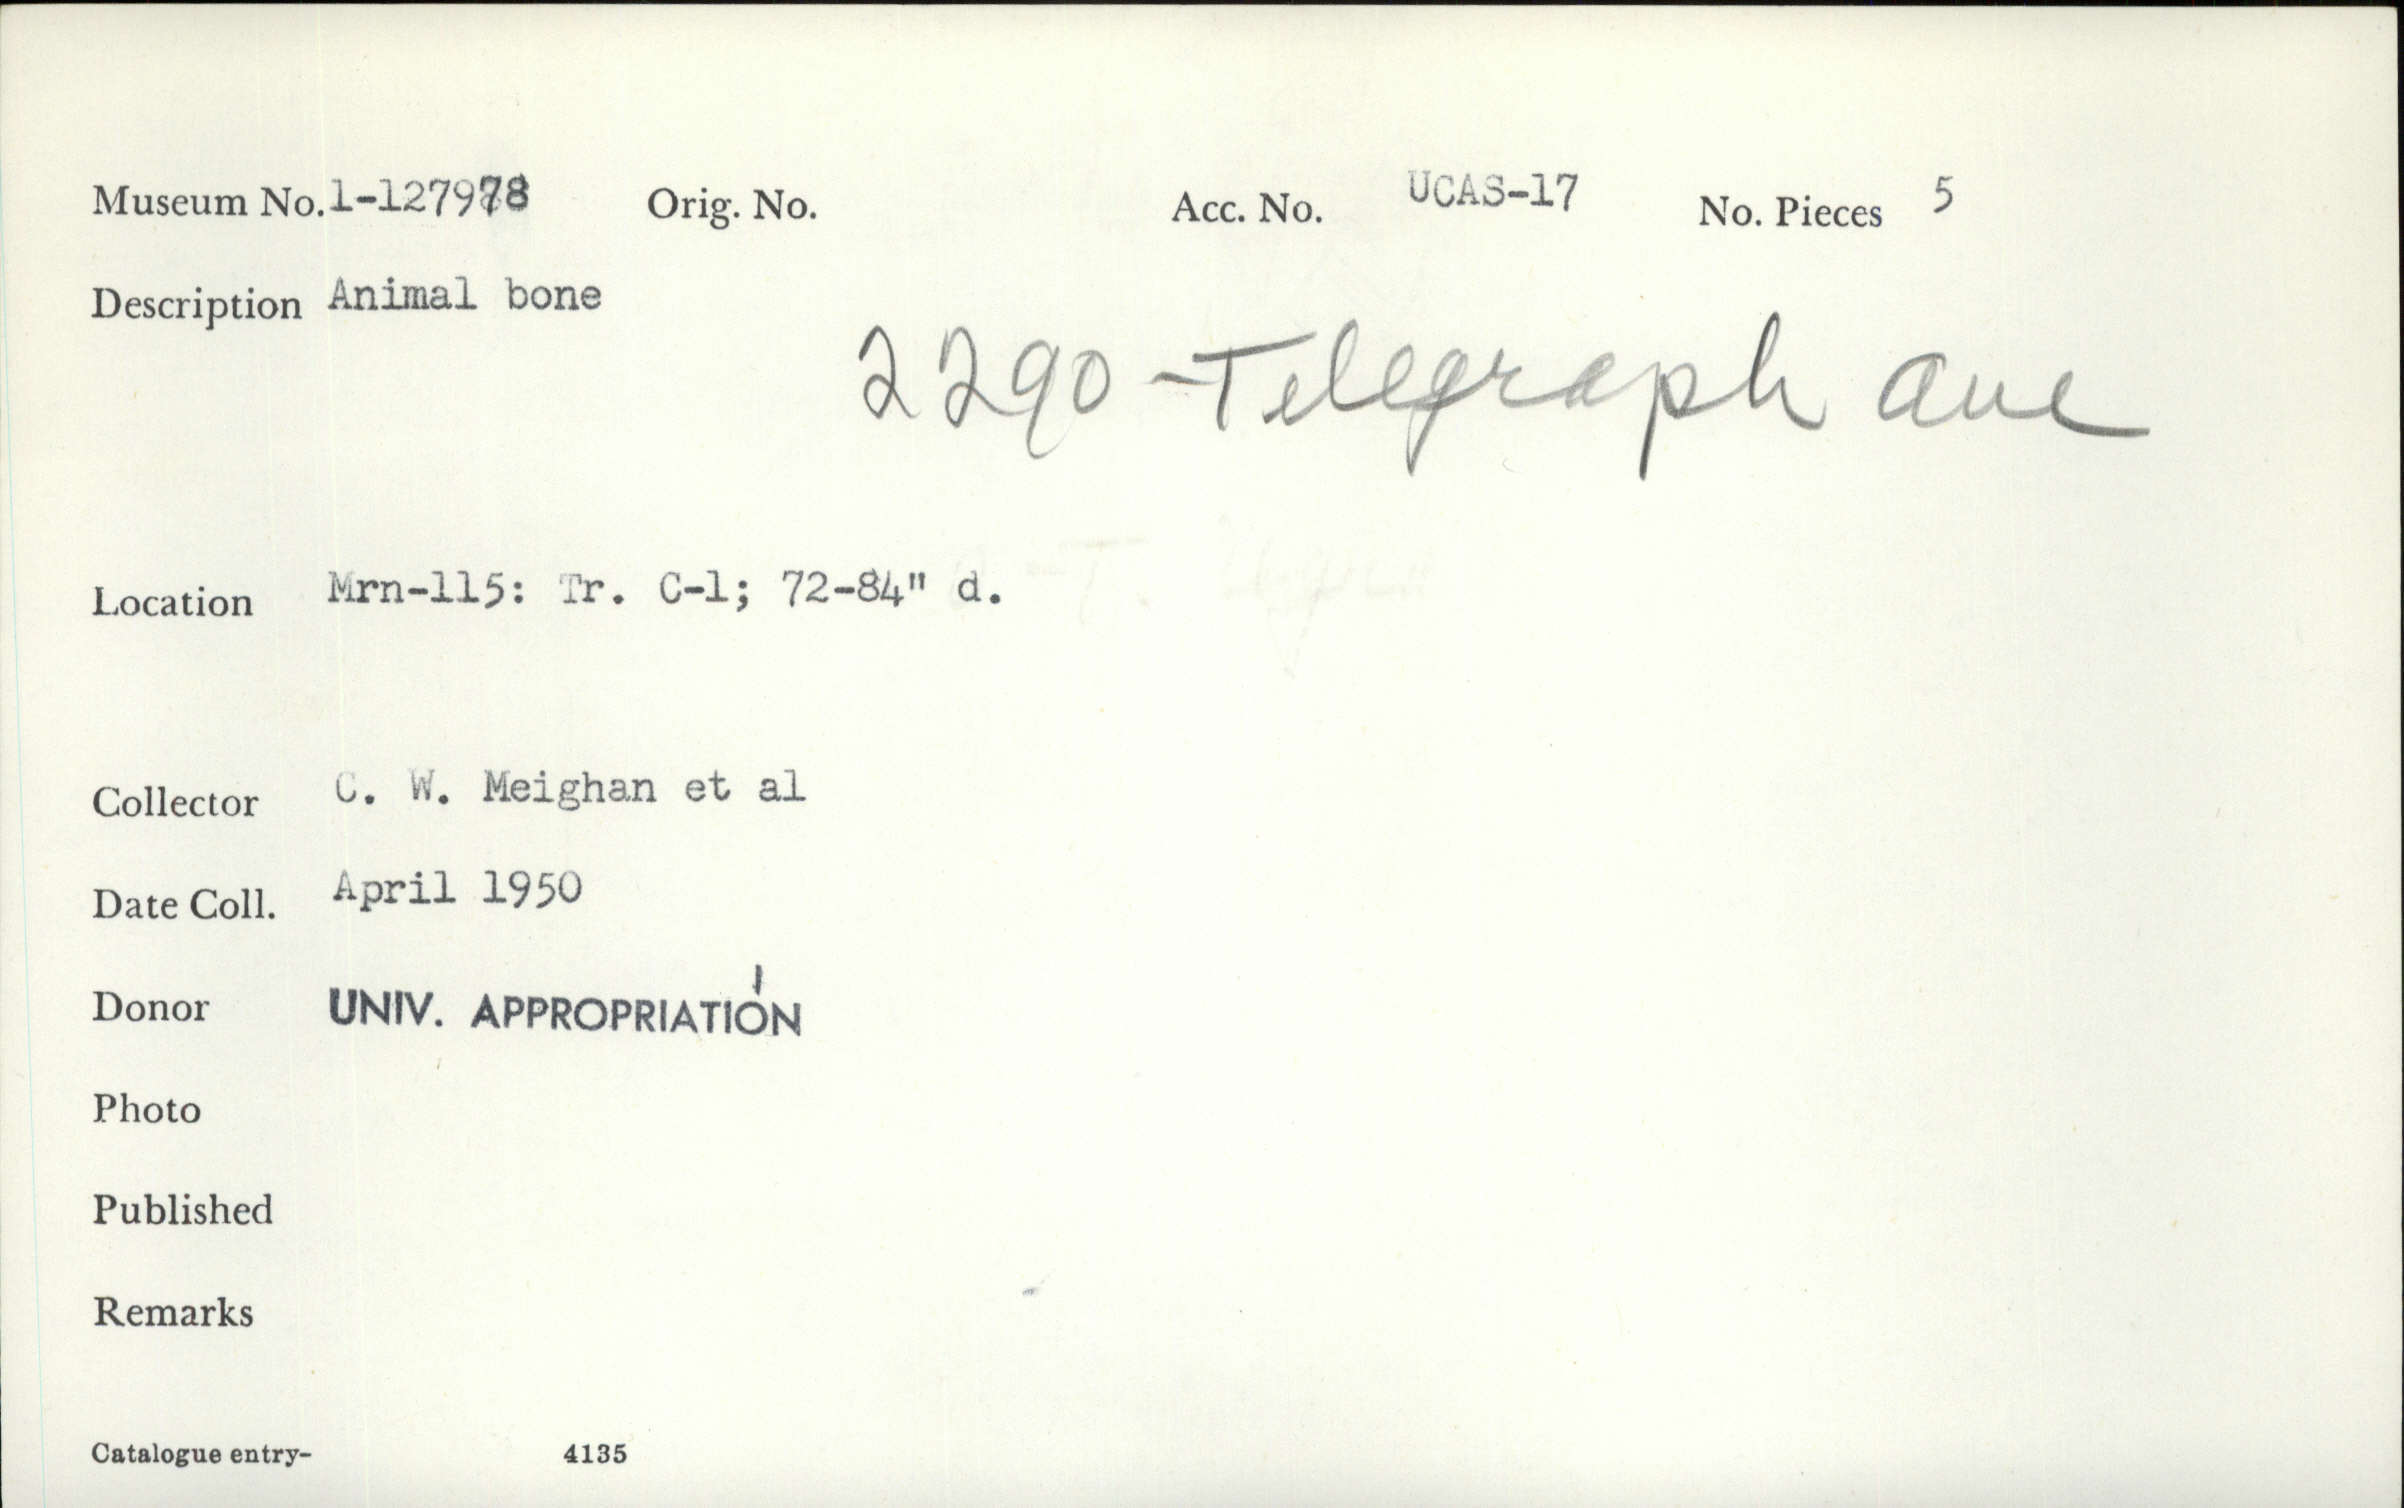 Museum No. 1-127978 Orig. No. Acc. No. UCAS-17 No. Pieces 5
Description Animal bone
2290 - Telegraph Ave
Location Mrn-115: Tr. C-1; 72-84" d.
Collector C. W. Meighan et al
Date Coll. April 1950
Donor UNIV. APPROPRIATION
Photo
Published
Remarks
Catalogue entry- 4135